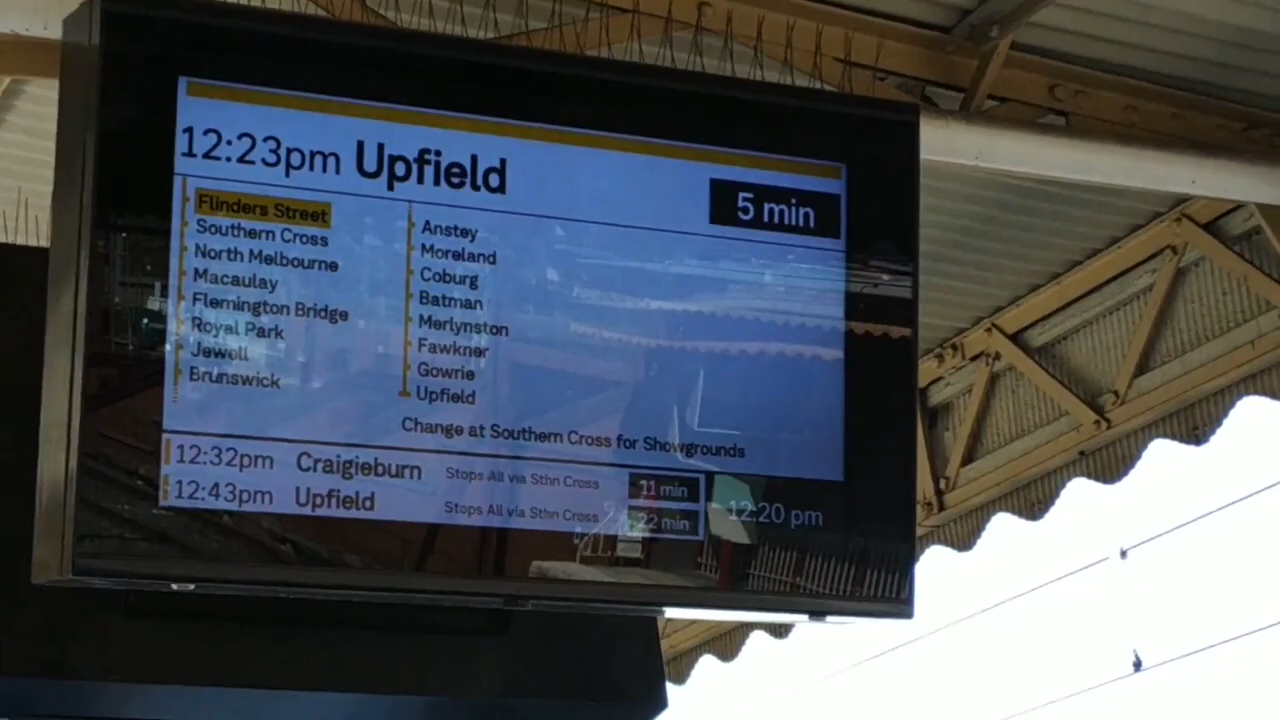 12:23pm Upfield
5 min
Flinders Street
Southern Cross
North Melbourne
Macaulay
Flemington Bridge
Royal Park
Jewell
Brunswick
Anstey
Moreland
Coburg
Batman
Merlynston
Fawkner
Gowrie
Upfield
Change at Southern Cross for Showgrounds
12:32pm Craigieburn Stops All via Sthn Cross 11 min
12:43pm Upfield Stops All via Sthn Cross 22 min
12:20 pm